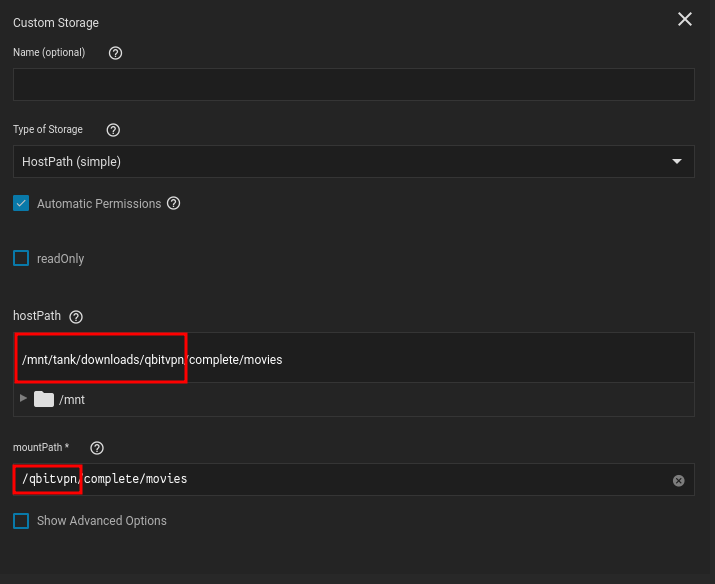 Custom Storage
Name (optional)
Type of Storage
HostPath (simple)
Automatic Permissions
readOnly
hostPath
/mnt/tank/downloads/qbitvpn/complete/movies
/mnt
mountPath *
/qbitvpn/complete/movies
Show Advanced Options